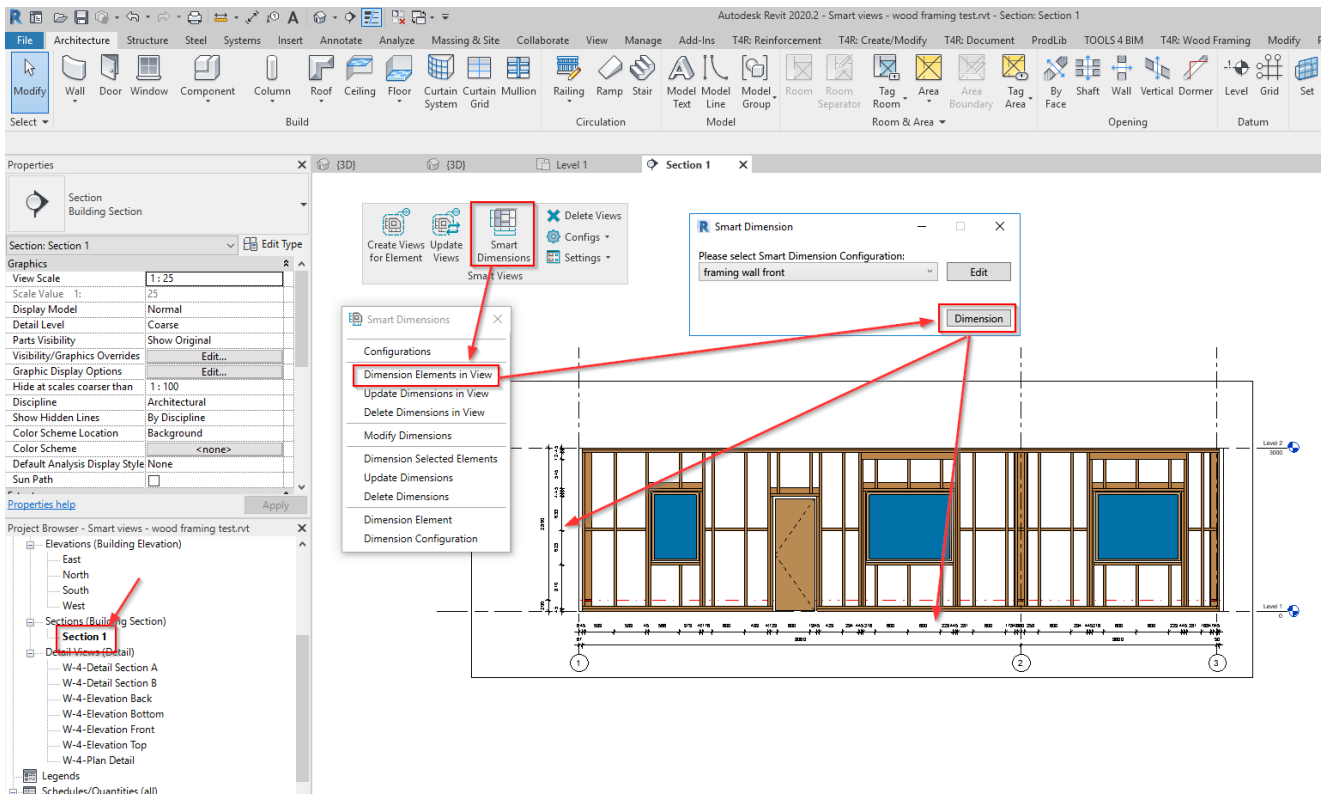 Autodesk Revit 2020.2 - Smart views - wood framing test.rvt - Section: Section 1
File Architecture Structure Steel Systems Insert Annotate Analyze Massing & Site Collaborate View Manage Add-Ins T4R: Reinforcement T4R: Create/Modify T4R: Document ProdLib TOOLS 4 BIM T4R: Wood Framing Modify
Modify Wall Door Window Component Column Roof Ceiling Floor Curtain System Curtain Grid Mullion Railing Ramp Stair Model Text Model Line Model Group Room Room Separator Tag Room Area Area Boundary Tag Area By Face Shaft Wall Vertical Dormer Level Grid Set
Select Build Circulation Model Room & Area Opening Datum
Properties
{3D} {3D} Level 1 Section 1
Section
Building Section
Section: Section 1 Edit Type
Graphics
View Scale 1 : 25
Scale Value 1: 25
Display Model Normal
Detail Level Coarse
Parts Visibility Show Original
Visibility/Graphics Overrides Edit...
Graphic Display Options Edit...
Hide at scales coarser than 1 : 100
Discipline Architectural
Show Hidden Lines By Discipline
Color Scheme Location Background
Color Scheme <none>
Default Analysis Display Style None
Sun Path
Properties help Apply
Project Browser - Smart views - wood framing test.rvt
Elevations (Building Elevation)
East
North
South
West
Sections (Building Section)
Section 1
Detail Views (Detail)
W-4-Detail Section A
W-4-Detail Section B
W-4-Elevation Back
W-4-Elevation Bottom
W-4-Elevation Front
W-4-Elevation Top
W-4-Plan Detail
Legends
Schedules/Quantities (all)
Create Views for Element
Update Views
Smart Dimensions
Delete Views
Configs
Settings
Smart Views
Smart Dimensions
Configurations
Dimension Elements in View
Update Dimensions in View
Delete Dimensions in View
Modify Dimensions
Dimension Selected Elements
Update Dimensions
Delete Dimensions
Dimension Element
Dimension Configuration
Smart Dimension
Please select Smart Dimension Configuration:
framing wall front Edit
Dimension
Level 2
3000
Level 1
0
1 2 3